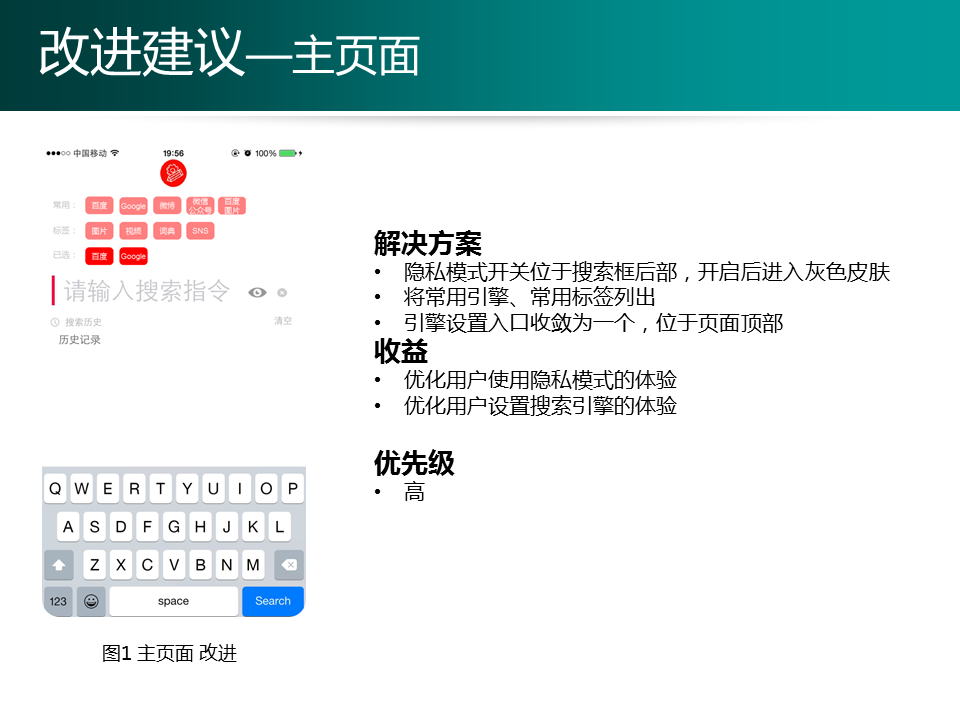 改进建议—主页面
中国移动 19:56 100%
常用： 百度 Google 微博 微信公众号 百度图片
标签： 图片 视频 词典 SNS
已选： 百度 Google
请输入搜索指令
搜索历史 清空
历史记录
解决方案
• 隐私模式开关位于搜索框后部，开启后进入灰色皮肤
• 将常用引擎、常用标签列出
• 引擎设置入口收敛为一个，位于页面顶部
收益
• 优化用户使用隐私模式的体验
• 优化用户设置搜索引擎的体验
优先级
• 高
Q W E R T Y U I O P
A S D F G H J K L
Z X C V B N M
123 space Search
图1 主页面 改进